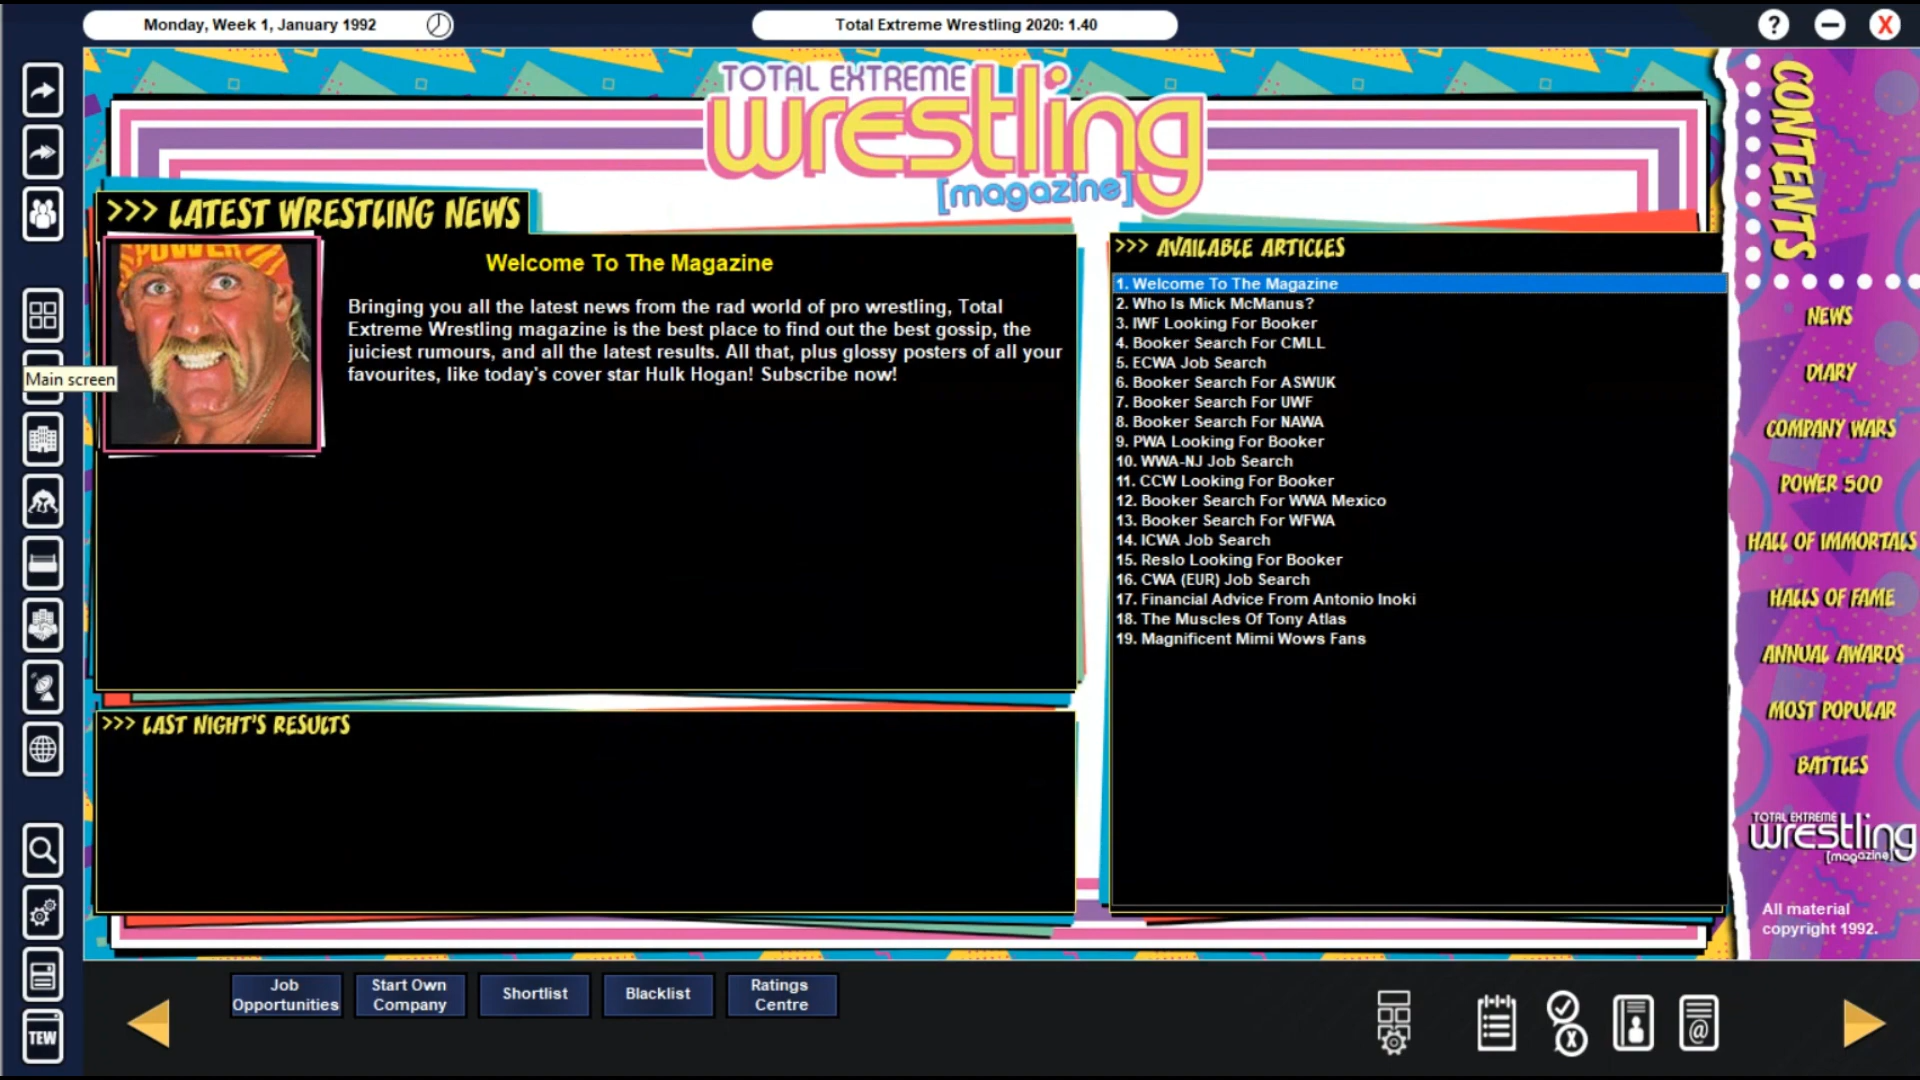 Monday, Week 1, January 1992
Total Extreme Wrestling 2020: 1.40
?
X
TOTAL EXTREME
wrestling
[magazine]
CONTENTS
>>> LATEST WRESTLING NEWS
POWER
Welcome To The Magazine
Bringing you all the latest news from the rad world of pro wrestling, Total
Extreme Wrestling magazine is the best place to find out the best gossip, the
juiciest rumours, and all the latest results. All that, plus glossy posters of all your
favourites, like today's cover star Hulk Hogan! Subscribe now!
Main screen
>>> LAST NIGHT'S RESULTS
>>> AVAILABLE ARTICLES
1. Welcome To The Magazine
2. Who Is Mick McManus?
3. IWF Looking For Booker
4. Booker Search For CMLL
5. ECWA Job Search
6. Booker Search For ASWUK
7. Booker Search For UWF
8. Booker Search For NAWA
9. PWA Looking For Booker
10. WWA-NJ Job Search
11. CCW Looking For Booker
12. Booker Search For WWA Mexico
13. Booker Search For WFWA
14. ICWA Job Search
15. Reslo Looking For Booker
16. CWA (EUR) Job Search
17. Financial Advice From Antonio Inoki
18. The Muscles Of Tony Atlas
19. Magnificent Mimi Wows Fans
NEWS
DIARY
COMPANY WARS
POWER 500
HALL OF IMMORTALS
HALLS OF FAME
ANNUAL AWARDS
MOST POPULAR
BATTLES
TOTAL EXTREME
wrestling
[magazine]
All material
copyright 1992.
TEW
Job
Opportunities
Start Own
Company
Shortlist
Blacklist
Ratings
Centre
X
@